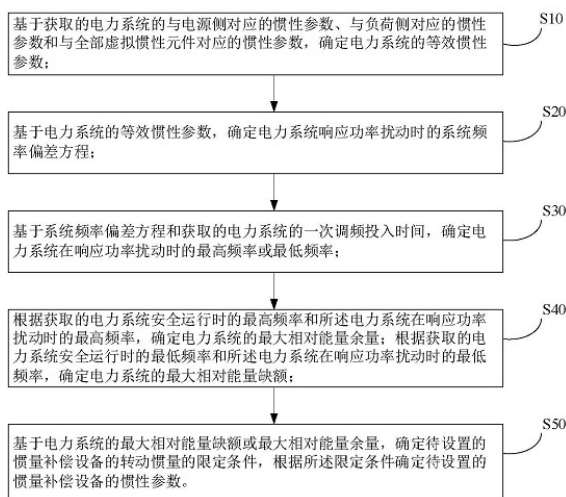 S10
基于获取的电力系统的与电源侧对应的惯性参数、与负荷侧对应的惯性
参数和与全部虚拟惯性元件对应的惯性参数，确定电力系统的等效惯性
参数；
S20
基于电力系统的等效惯性参数，确定电力系统响应功率扰动时的系统频
率偏差方程；
S30
基于系统频率偏差方程和获取的电力系统的一次调频投入时间，确定电
力系统在响应功率扰动时的最高频率或最低频率；
S40
根据获取的电力系统安全运行时的最高频率和所述电力系统在响应功率
扰动时的最高频率，确定电力系统的最大相对能量余量；根据获取的电
力系统安全运行时的最低频率和所述电力系统在响应功率扰动时的最低
频率，确定电力系统的最大相对能量缺额；
S50
基于电力系统的最大相对能量缺额或最大相对能量余量，确定待设置的
惯量补偿设备的转动惯量的限定条件，根据所述限定条件确定待设置的
惯量补偿设备的惯性参数。